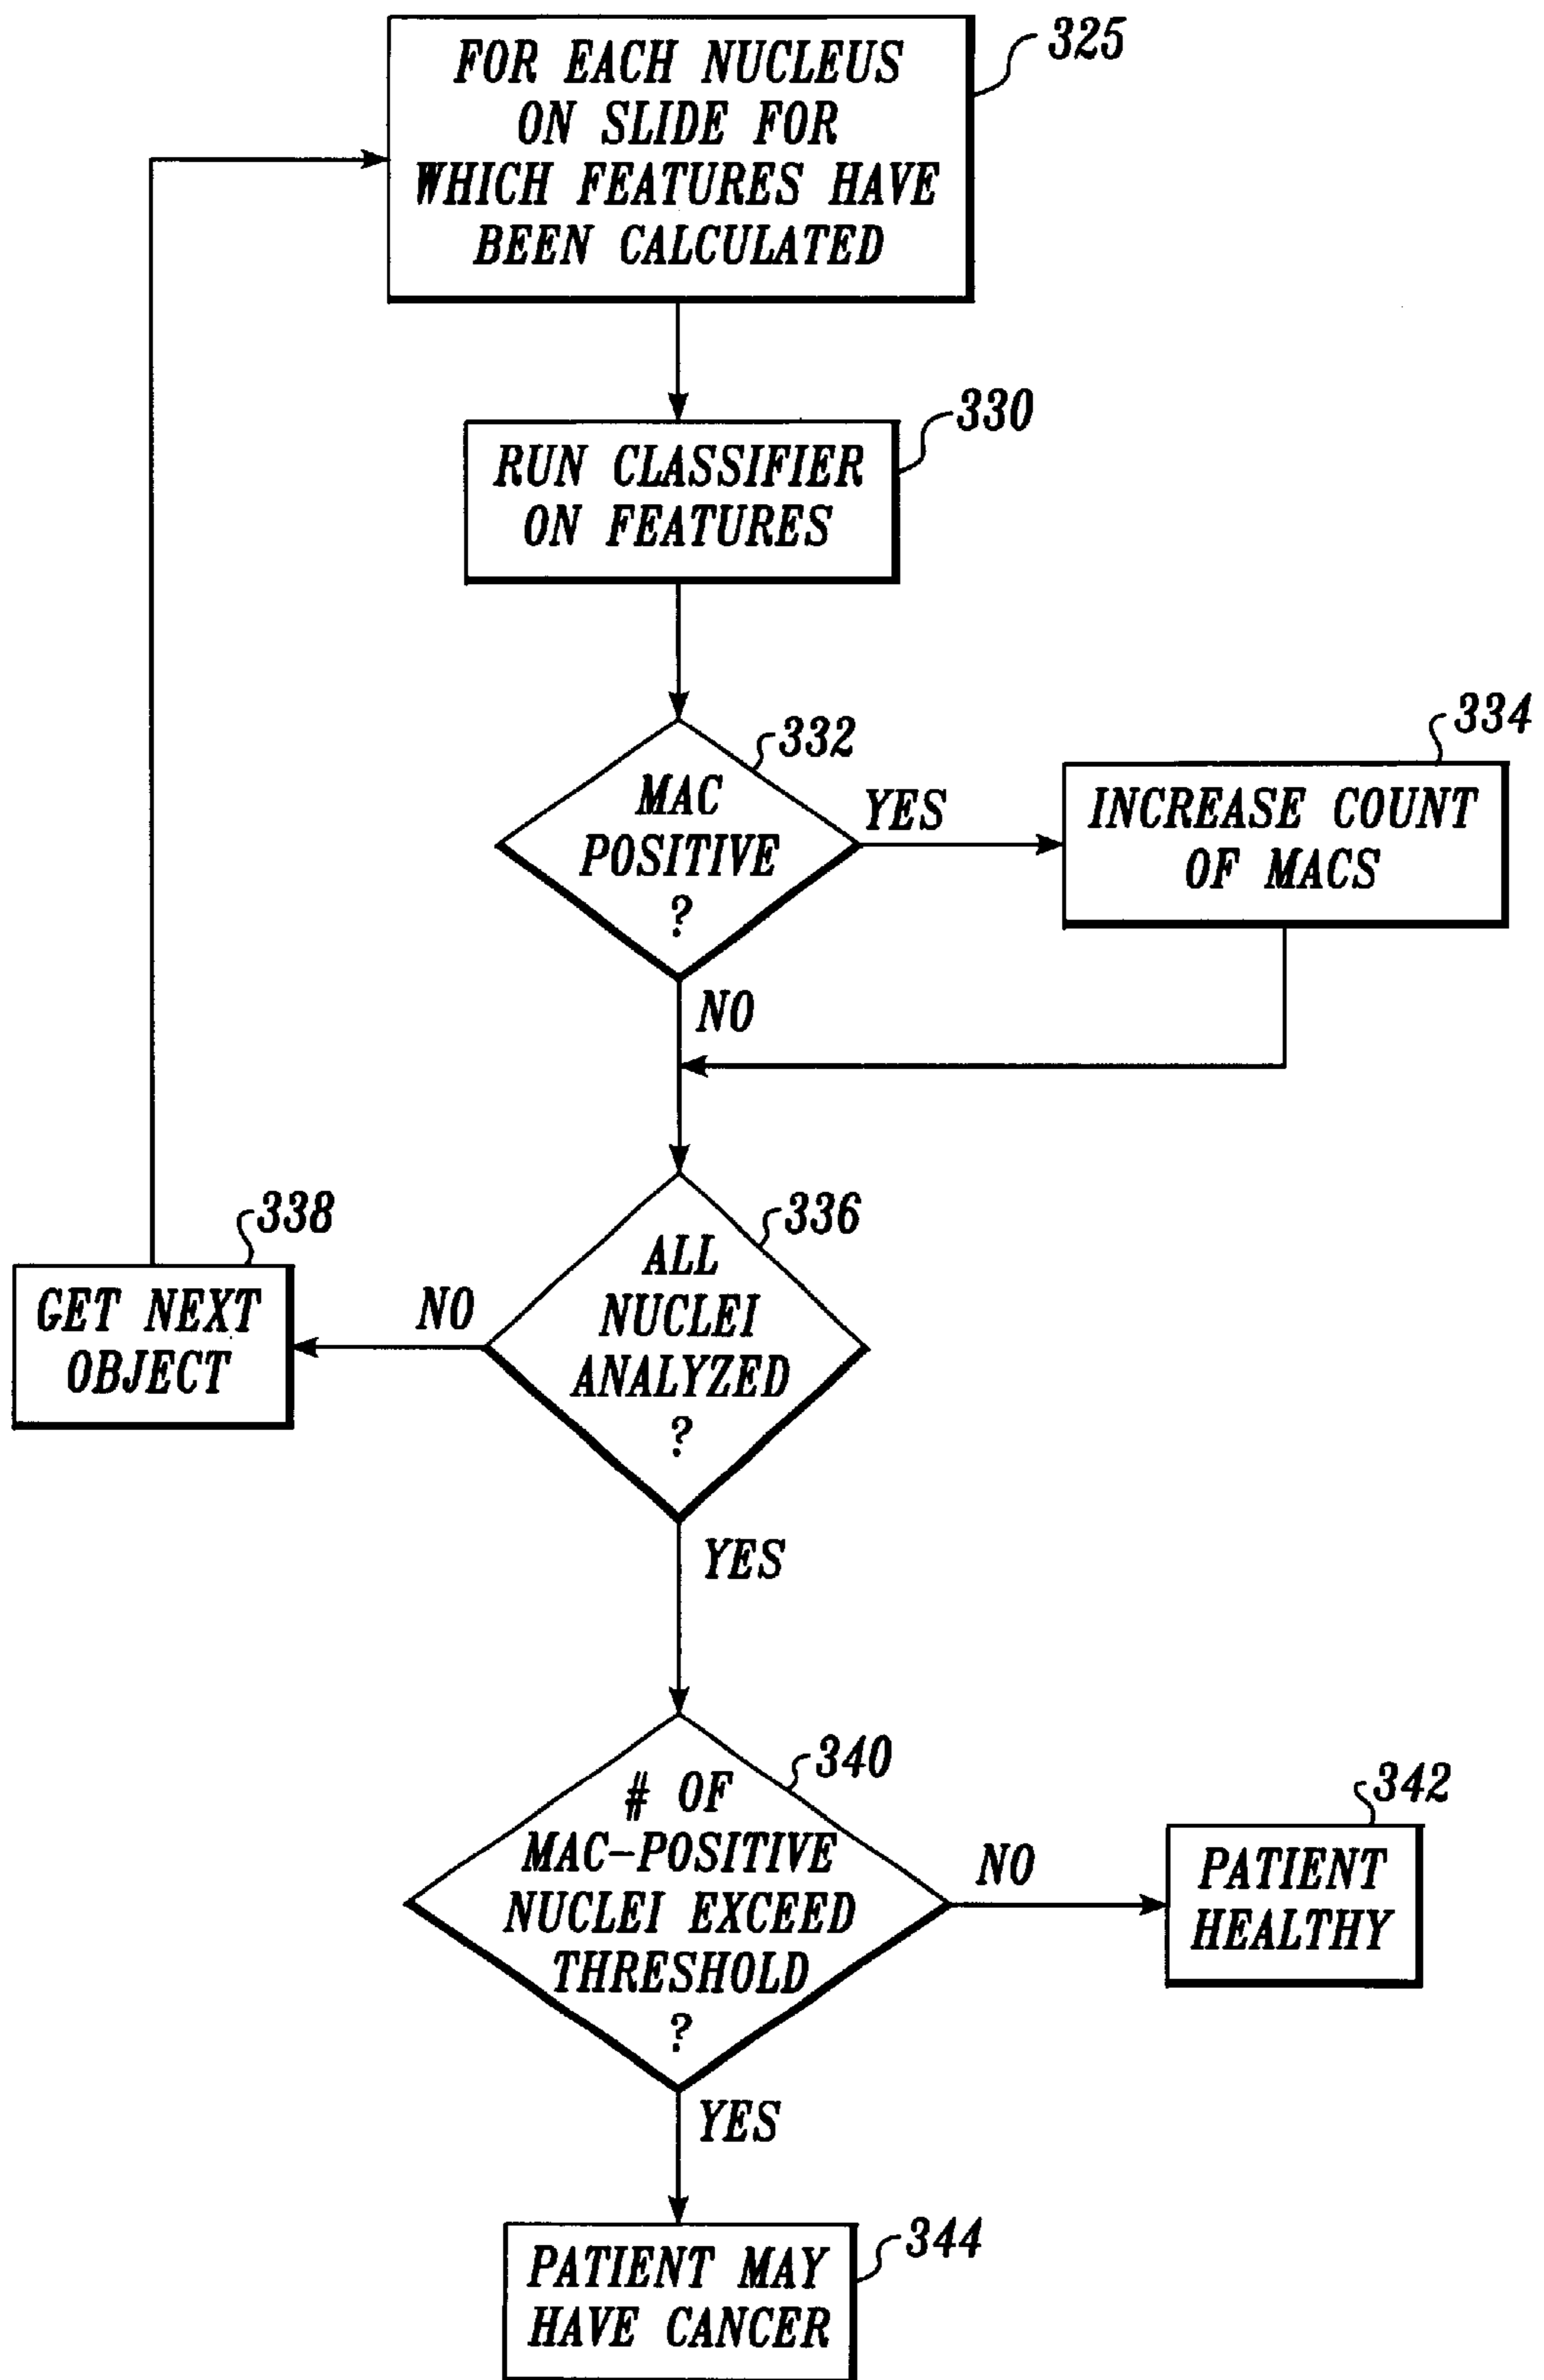 325
FOR EACH NUCLEUS
ON SLIDE FOR
WHICH FEATURES HAVE
BEEN CALCULATED
330
RUN CLASSIFIER
ON FEATURES
332
MAC
POSITIVE
?
YES
334
INCREASE COUNT
OF MACS
NO
336
ALL
NUCLEI
ANALYZED
?
NO
338
GET NEXT
OBJECT
YES
340
# OF
MAC-POSITIVE
NUCLEI EXCEED
THRESHOLD
?
NO
342
PATIENT
HEALTHY
YES
344
PATIENT MAY
HAVE CANCER